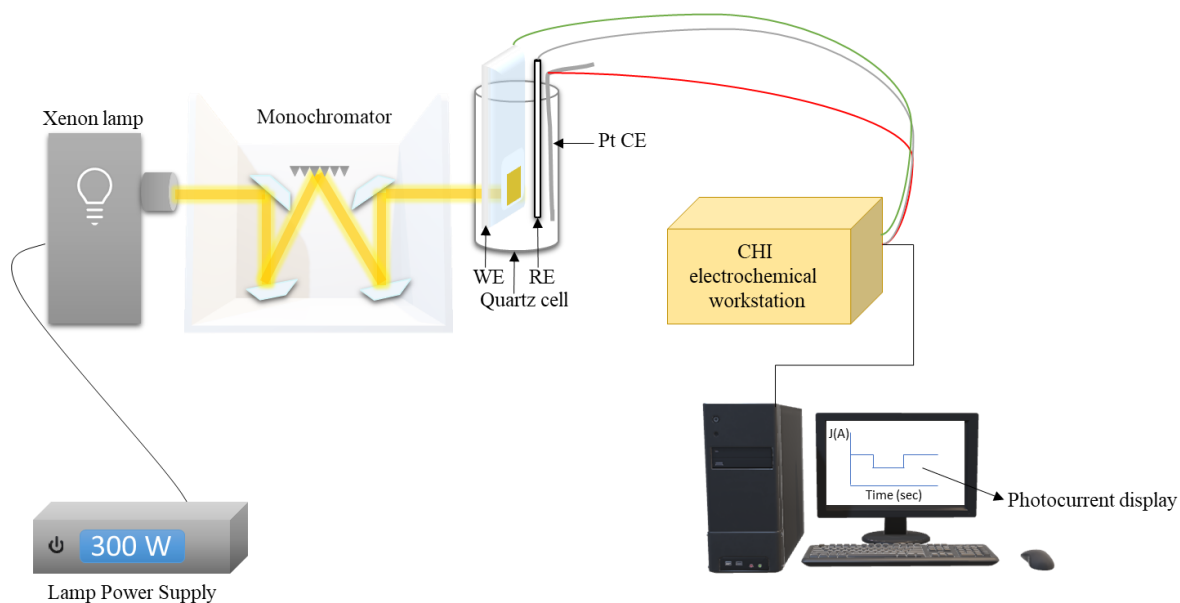 Xenon lamp
Monochromator
Pt CE
WE
RE
Quartz cell
CHI
electrochemical
workstation
J(A)
Time (sec)
Photocurrent display
300 W
Lamp Power Supply